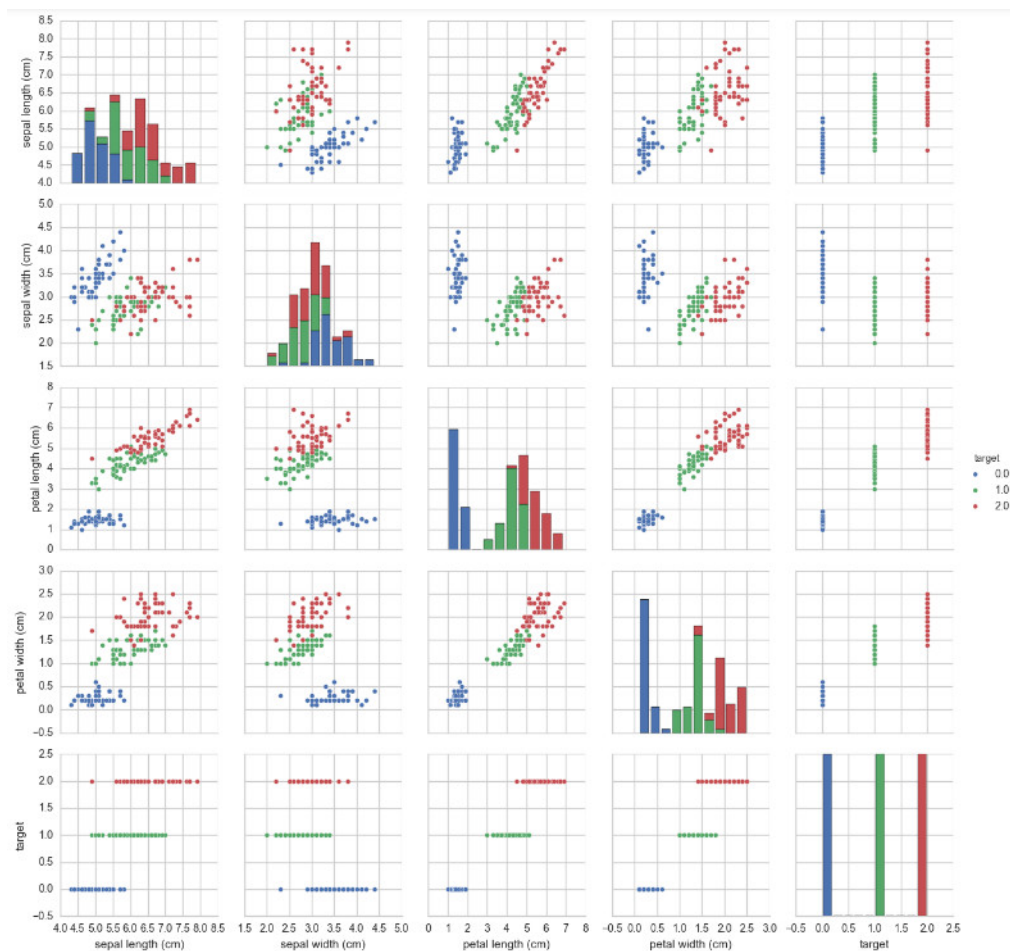 8.5
8.0
7.5
7.0
6.5
6.0
5.5
5.0
4.5
4.0
sepal length (cm)
5.0
4.5
4.0
3.5
3.0
2.5
2.0
1.5
sepal width (cm)
8
7
6
5
4
3
2
1
0
petal length (cm)
3.0
2.5
2.0
1.5
1.0
0.5
0.0
−0.5
petal width (cm)
2.5
2.0
1.5
1.0
0.5
0.0
−0.5
target
4.0 4.5 5.0 5.5 6.0 6.5 7.0 7.5 8.0 8.5
sepal length (cm)
1.5 2.0 2.5 3.0 3.5 4.0 4.5 5.0
sepal width (cm)
0 1 2 3 4 5 6 7 8
petal length (cm)
−0.5 0.0 0.5 1.0 1.5 2.0 2.5 3.0
petal width (cm)
−0.5 0.0 0.5 1.0 1.5 2.0 2.5
target
target
0.0
1.0
2.0